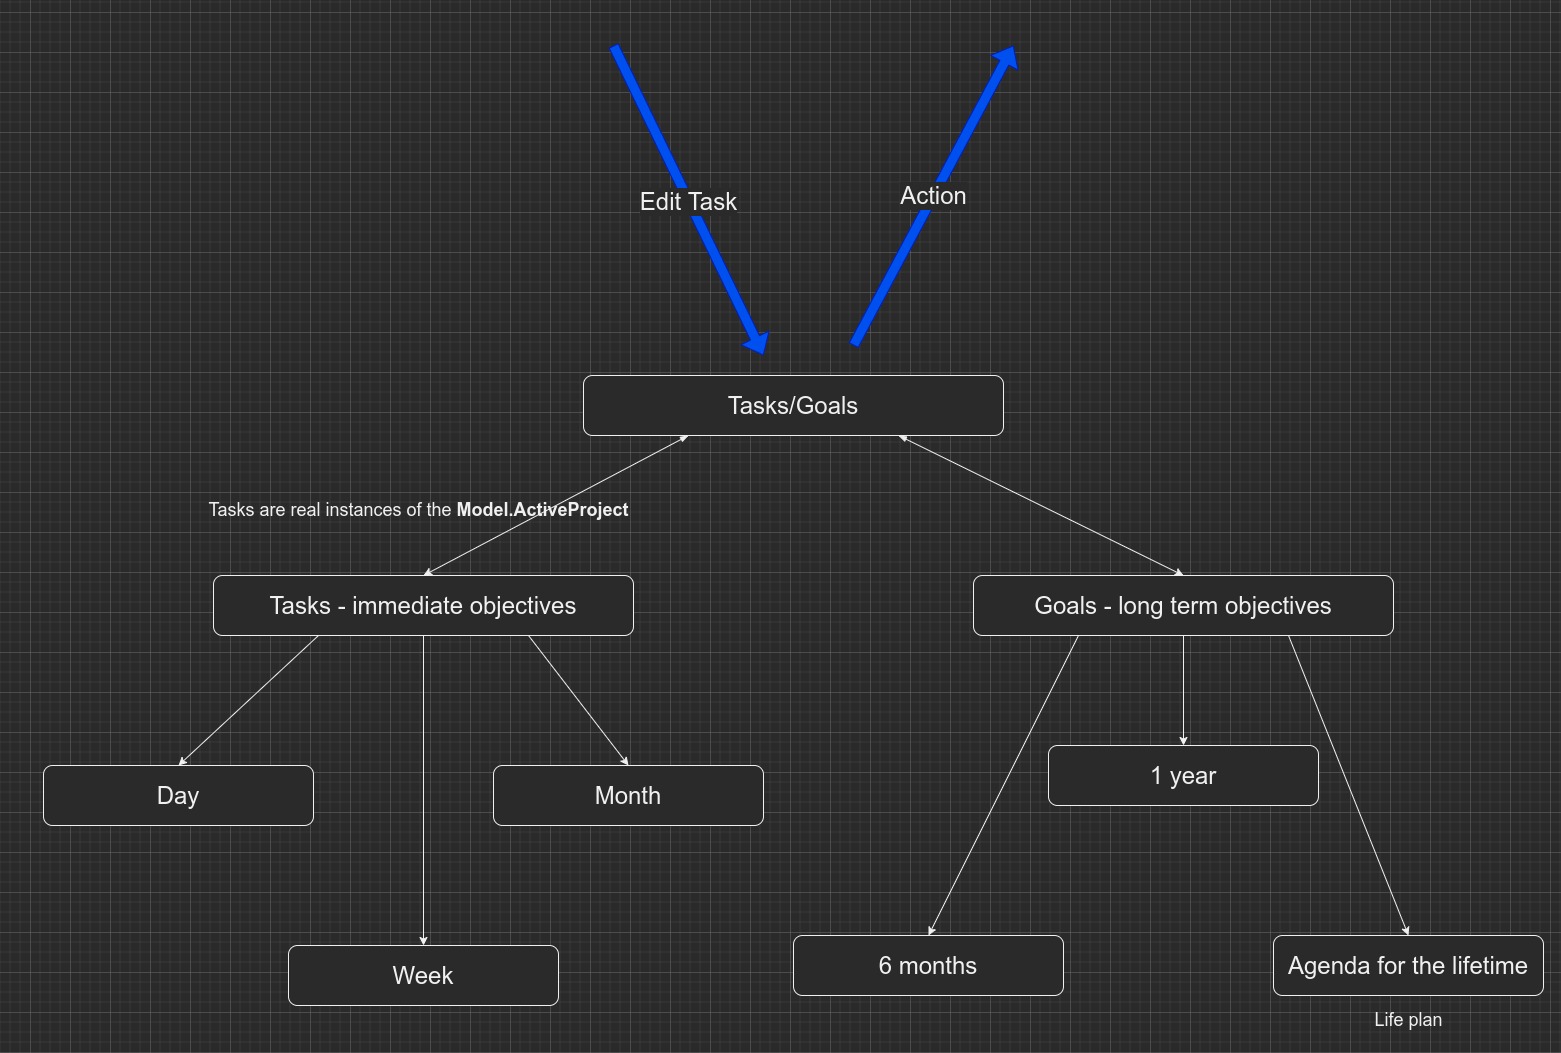 Edit Task
Action
Tasks/Goals
Tasks are real instances of the Model.ActiveProject
Tasks - immediate objectives
Goals - long term objectives
Day
Month
1 year
Week
6 months
Agenda for the lifetime
Life plan